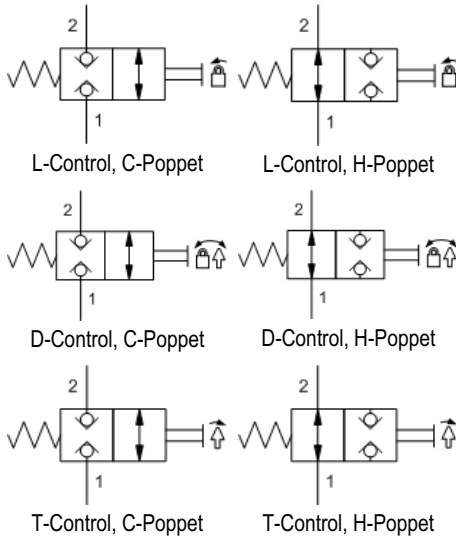 2 2
1 1
L-Control, C-Poppet L-Control, H-Poppet
2 2
1 1
D-Control, C-Poppet D-Control, H-Poppet
2 2
1 1
T-Control, C-Poppet T-Control, H-Poppet